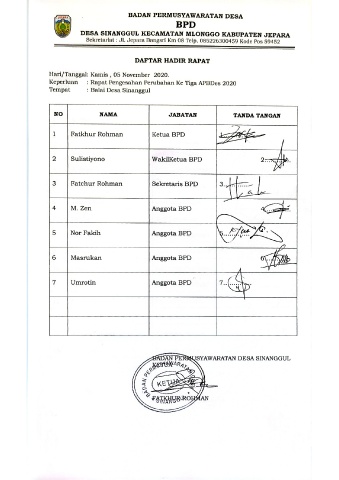 BADAN PERMUSYAWARATAN DESA
BPD
DESA SINANGGUL KECAMATAN MLONGGO KABUPATEN JEPARA
Sekretariat : Jl. Jepara Bangsri Km 08 Telp. 085226300459 Kode Pos 59452
DAFTAR HADIR RAPAT
Hari/Tanggal: Kamis , 05 November 2020.
Keperluan : Rapat Pengesahan Perubahan Ke Tiga APBDes 2020
Tempat : Balai Desa Sinanggul
NO NAMA JABATAN TANDA TANGAN
1 Fatkhur Rohman Ketua BPD
2 Sulistiyono WakilKetua BPD 2
3 Fatchur Rohman Sekretaris BPD 3
4 M. Zen Anggota BPD 4
5 Nor Fakih Anggota BPD 5
6 Masrukan Anggota BPD 6
7 Umrotin Anggota BPD 7
BADAN PERMUSYAWARATAN DESA SINANGGUL
KETUA
FATKHUR ROHMAN